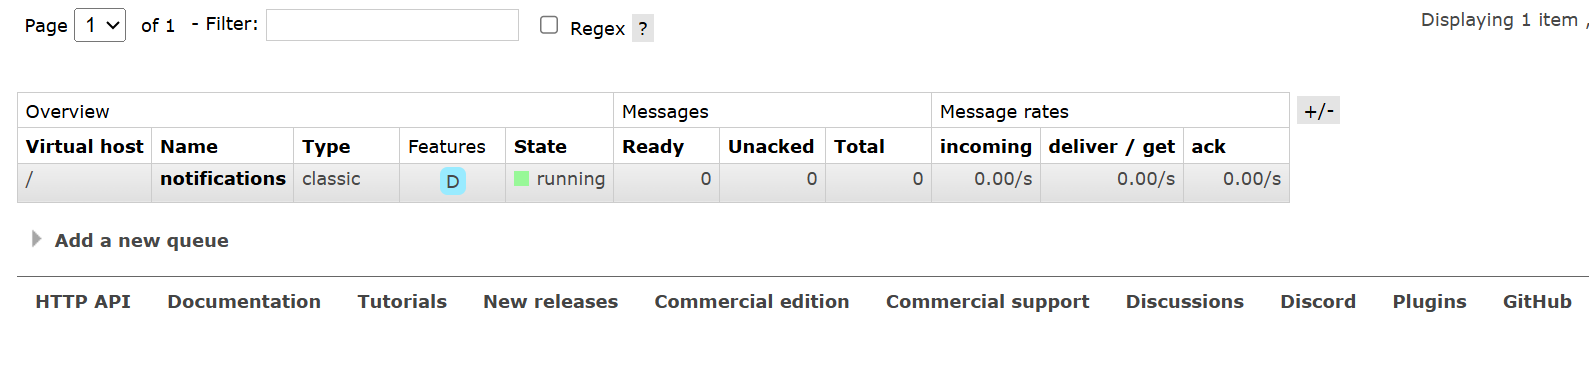 Page 1 of 1 - Filter: Regex ? Displaying 1 item ,
Overview Messages Message rates +/-
Virtual host Name Type Features State Ready Unacked Total incoming deliver / get ack
/ notifications classic D running 0 0 0 0.00/s 0.00/s 0.00/s
Add a new queue
HTTP API Documentation Tutorials New releases Commercial edition Commercial support Discussions Discord Plugins GitHub